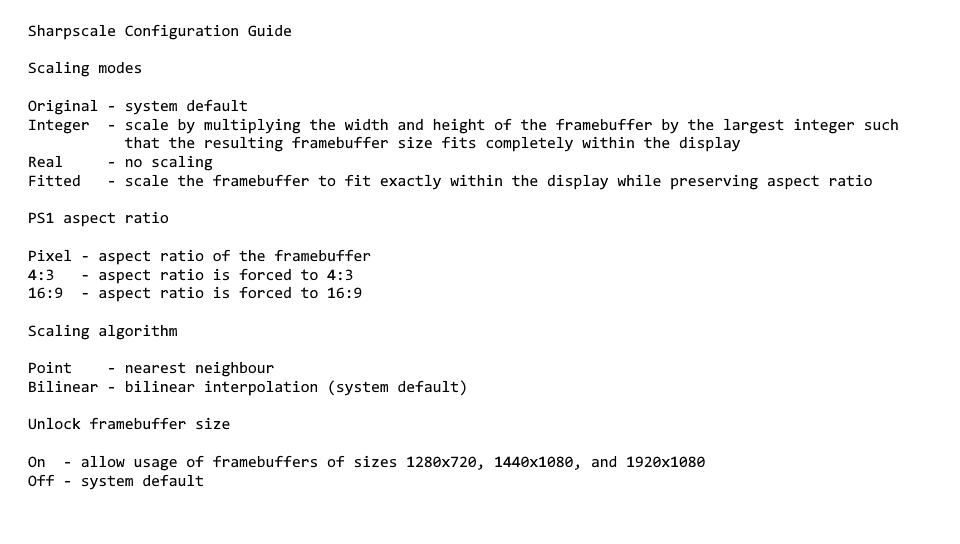 Sharpscale Configuration Guide
Scaling modes
Original - system default
Integer  - scale by multiplying the width and height of the framebuffer by the largest integer such
           that the resulting framebuffer size fits completely within the display
Real     - no scaling
Fitted   - scale the framebuffer to fit exactly within the display while preserving aspect ratio
PS1 aspect ratio
Pixel - aspect ratio of the framebuffer
4:3   - aspect ratio is forced to 4:3
16:9  - aspect ratio is forced to 16:9
Scaling algorithm
Point    - nearest neighbour
Bilinear - bilinear interpolation (system default)
Unlock framebuffer size
On  - allow usage of framebuffers of sizes 1280x720, 1440x1080, and 1920x1080
Off - system default